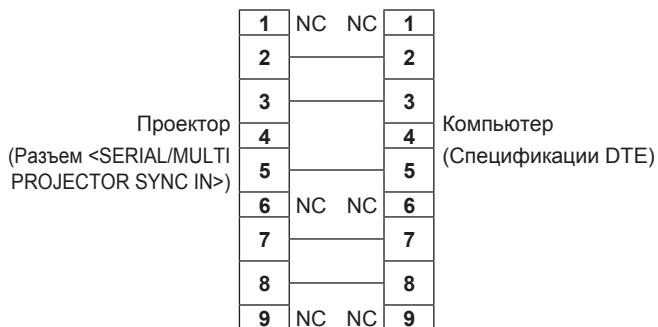 1 NC NC 1
2 2
3 3
Проектор
4 4
Компьютер
(Разъем <SERIAL/MULTI
5 5
(Спецификации DTE)
PROJECTOR SYNC IN>)
6 NC NC 6
7 7
8 8
9 NC NC 9